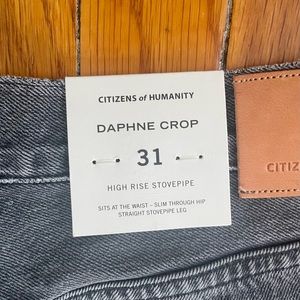 CITIZENS of HUMANITY
DAPHNE CROP
31
HIGH RISE STOVEPIPE
SITS AT THE WAIST – SLIM THROUGH HIP
STRAIGHT STOVEPIPE LEG
CITIZ